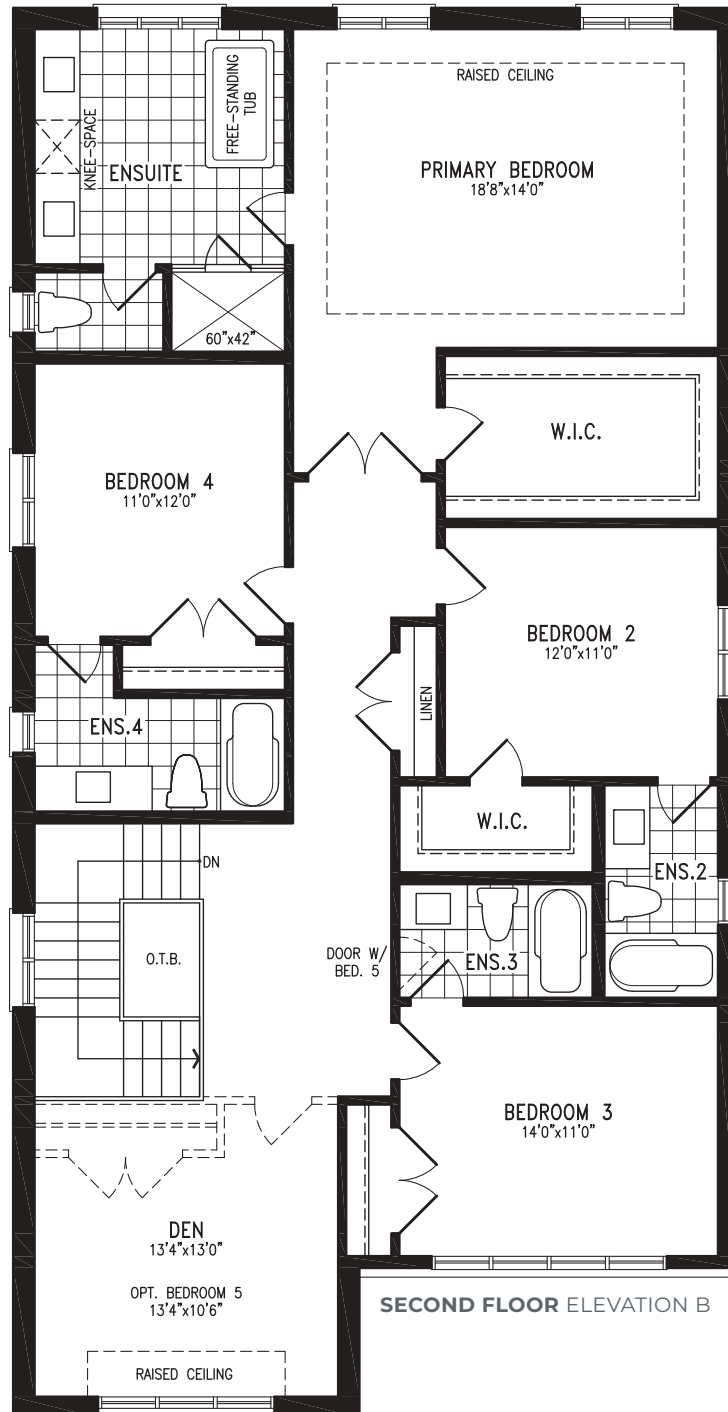 RAISED CEILING
FREE-STANDING
TUB
KNEE-SPACE
ENSUITE
PRIMARY BEDROOM
18'8"x14'0"
60"x42"
W.I.C.
BEDROOM 4
11'0"x12'0"
BEDROOM 2
12'0"x11'0"
LINEN
ENS.4
W.I.C.
DN
ENS.2
O.T.B.
DOOR W/
BED. 5
ENS.3
BEDROOM 3
14'0"x11'0"
DEN
13'4"x13'0"
OPT. BEDROOM 5
13'4"x10'6"
SECOND FLOOR ELEVATION B
RAISED CEILING